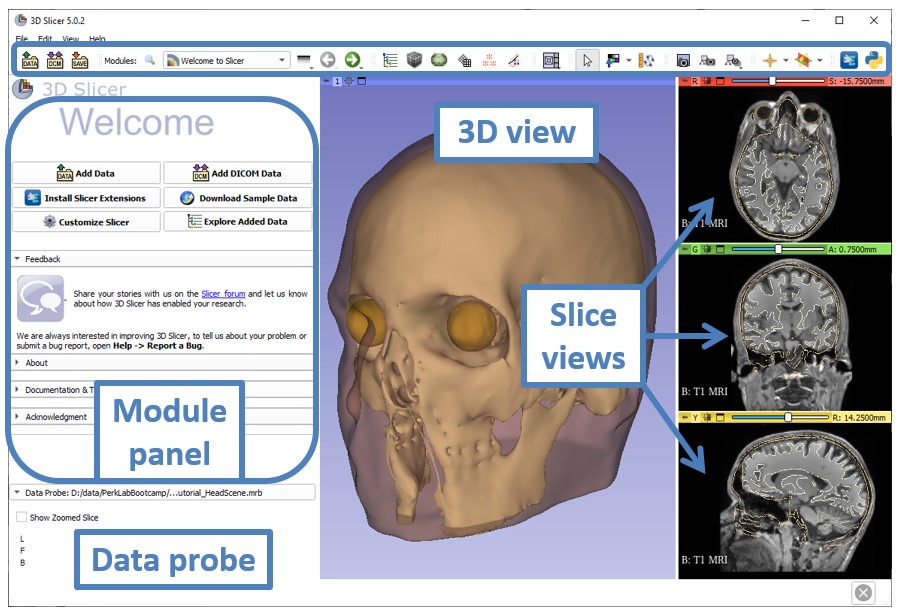 3D Slicer 5.0.2
File Edit View Help
DATA DCM SAVE Modules: Welcome to Slicer
3D Slicer
Welcome
Add Data Add DICOM Data
Install Slicer Extensions Download Sample Data
Customize Slicer Explore Added Data
Feedback
Share your stories with us on the Slicer forum and let us know
about how 3D Slicer has enabled your research.
We are always interested in improving 3D Slicer, to tell us about your problem or
submit a bug report, open Help -> Report a Bug.
About
Documentation & T
Acknowledgment
Module
panel
Data Probe: D:/data/PerkLabBootcamp/...utorial_HeadScene.mrb
Show Zoomed Slice
L
F
B
Data probe
1
3D view
R S: -15.7500mm
B: T1 MRI
G A: 0.7500mm
B: T1 MRI
Slice
views
Y R: 14.2500mm
B: T1 MRI